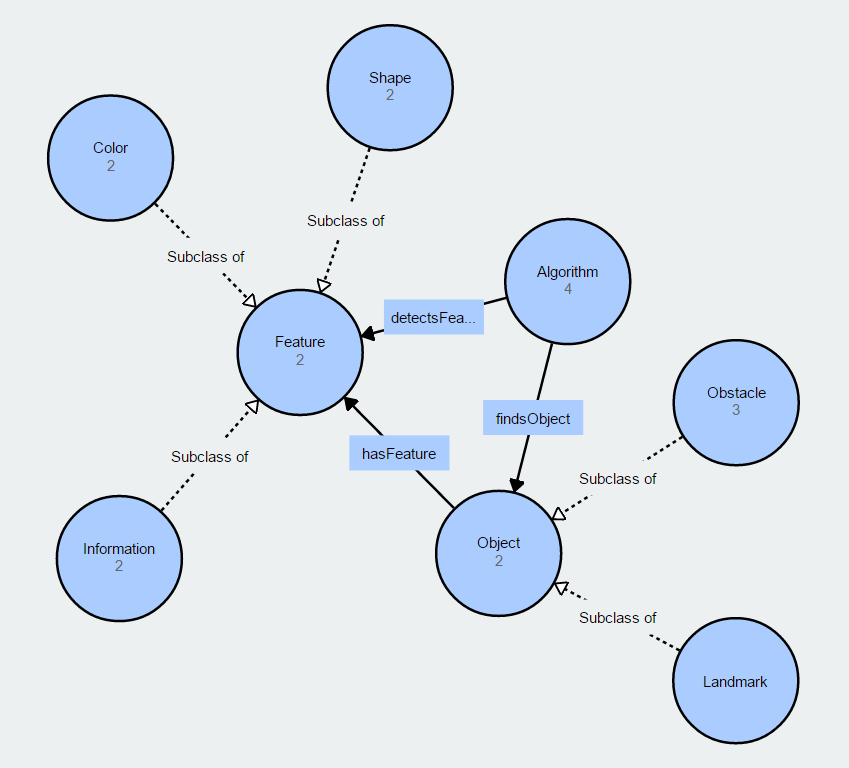 Shape
2
Color
2
Subclass of
Subclass of
Algorithm
4
detectsFea...
Feature
2
Obstacle
3
findsObject
hasFeature
Subclass of
Subclass of
Information
2
Object
2
Subclass of
Landmark